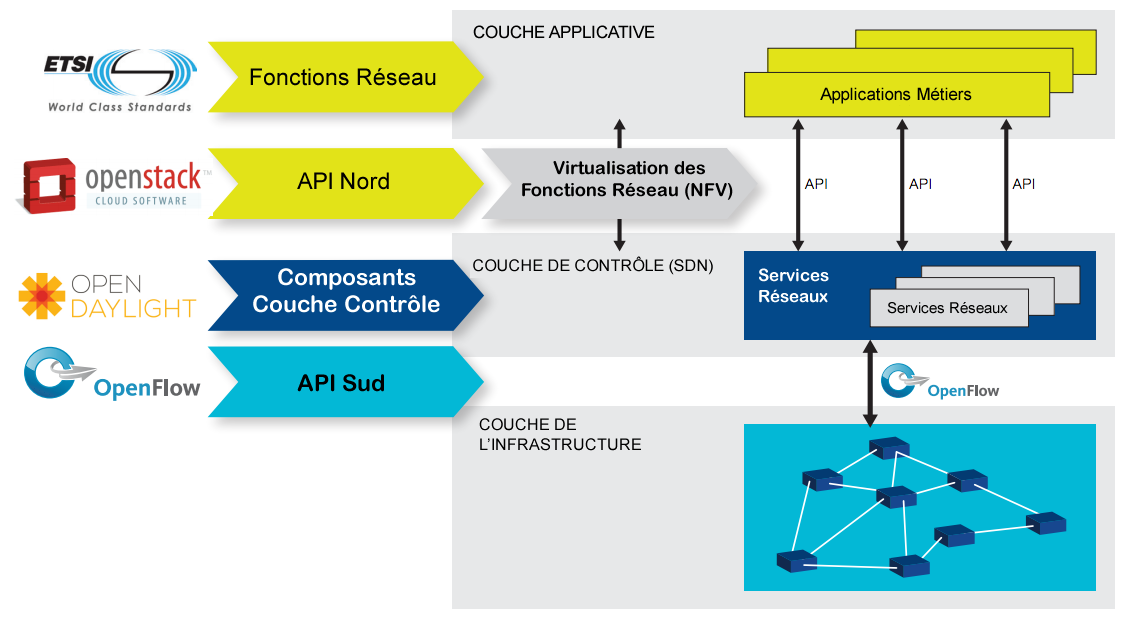 COUCHE APPLICATIVE
ETSI
World Class Standards
Fonctions Réseau
Applications Métiers
openstack™
CLOUD SOFTWARE
API Nord
Virtualisation des
Fonctions Réseau (NFV)
API
API
API
OPEN
DAYLIGHT
Composants
Couche Contrôle
COUCHE DE CONTRÔLE (SDN)
Services
Réseaux
Services Réseaux
OpenFlow
API Sud
OpenFlow
COUCHE DE
L'INFRASTRUCTURE